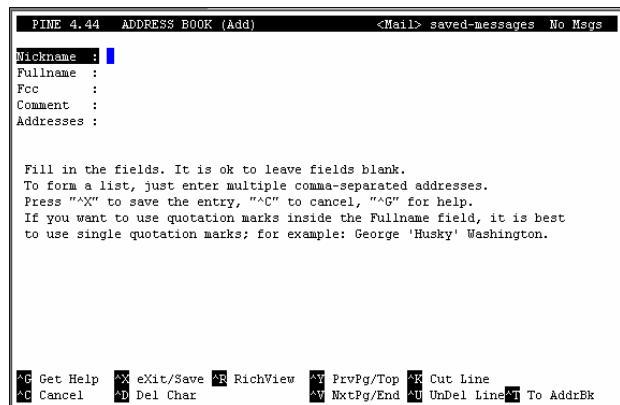 PINE 4.44 ADDRESS BOOK (Add) <Mail> saved-messages No Msgs
Nickname :
Fullname :
Fcc :
Comment :
Addresses :
Fill in the fields. It is ok to leave fields blank.
To form a list, just enter multiple comma-separated addresses.
Press "^X" to save the entry, "^C" to cancel, "^G" for help.
If you want to use quotation marks inside the Fullname field, it is best
to use single quotation marks; for example: George 'Husky' Washington.
^G Get Help ^X eXit/Save ^R RichView ^Y PrvPg/Top ^K Cut Line
^C Cancel ^D Del Char ^V NxtPg/End ^U UnDel Line ^T To AddrBk